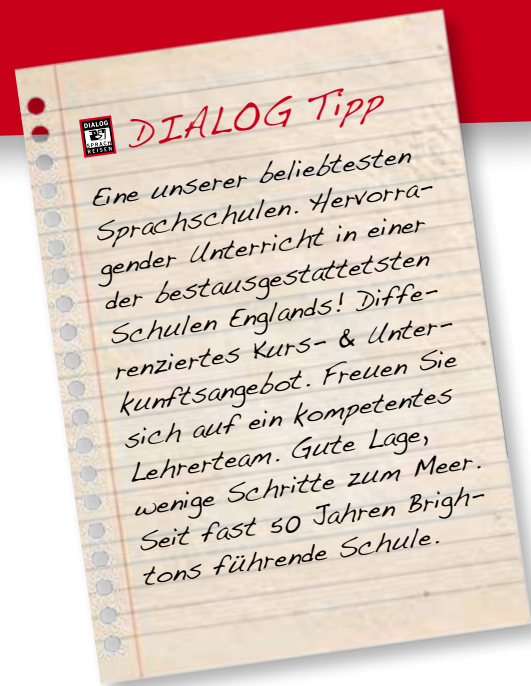 DIALOG
SPRACH
REISEN
DIALOG Tipp
Eine unserer beliebtesten
Sprachschulen. Hervorra-
gender Unterricht in einer
der bestausgestattetsten
Schulen Englands! Diffe-
renziertes Kurs- & Unter-
kunftsangebot. Freuen Sie
sich auf ein kompetentes
Lehrerteam. Gute Lage,
wenige Schritte zum Meer.
Seit fast 50 Jahren Brigh-
tons führende Schule.